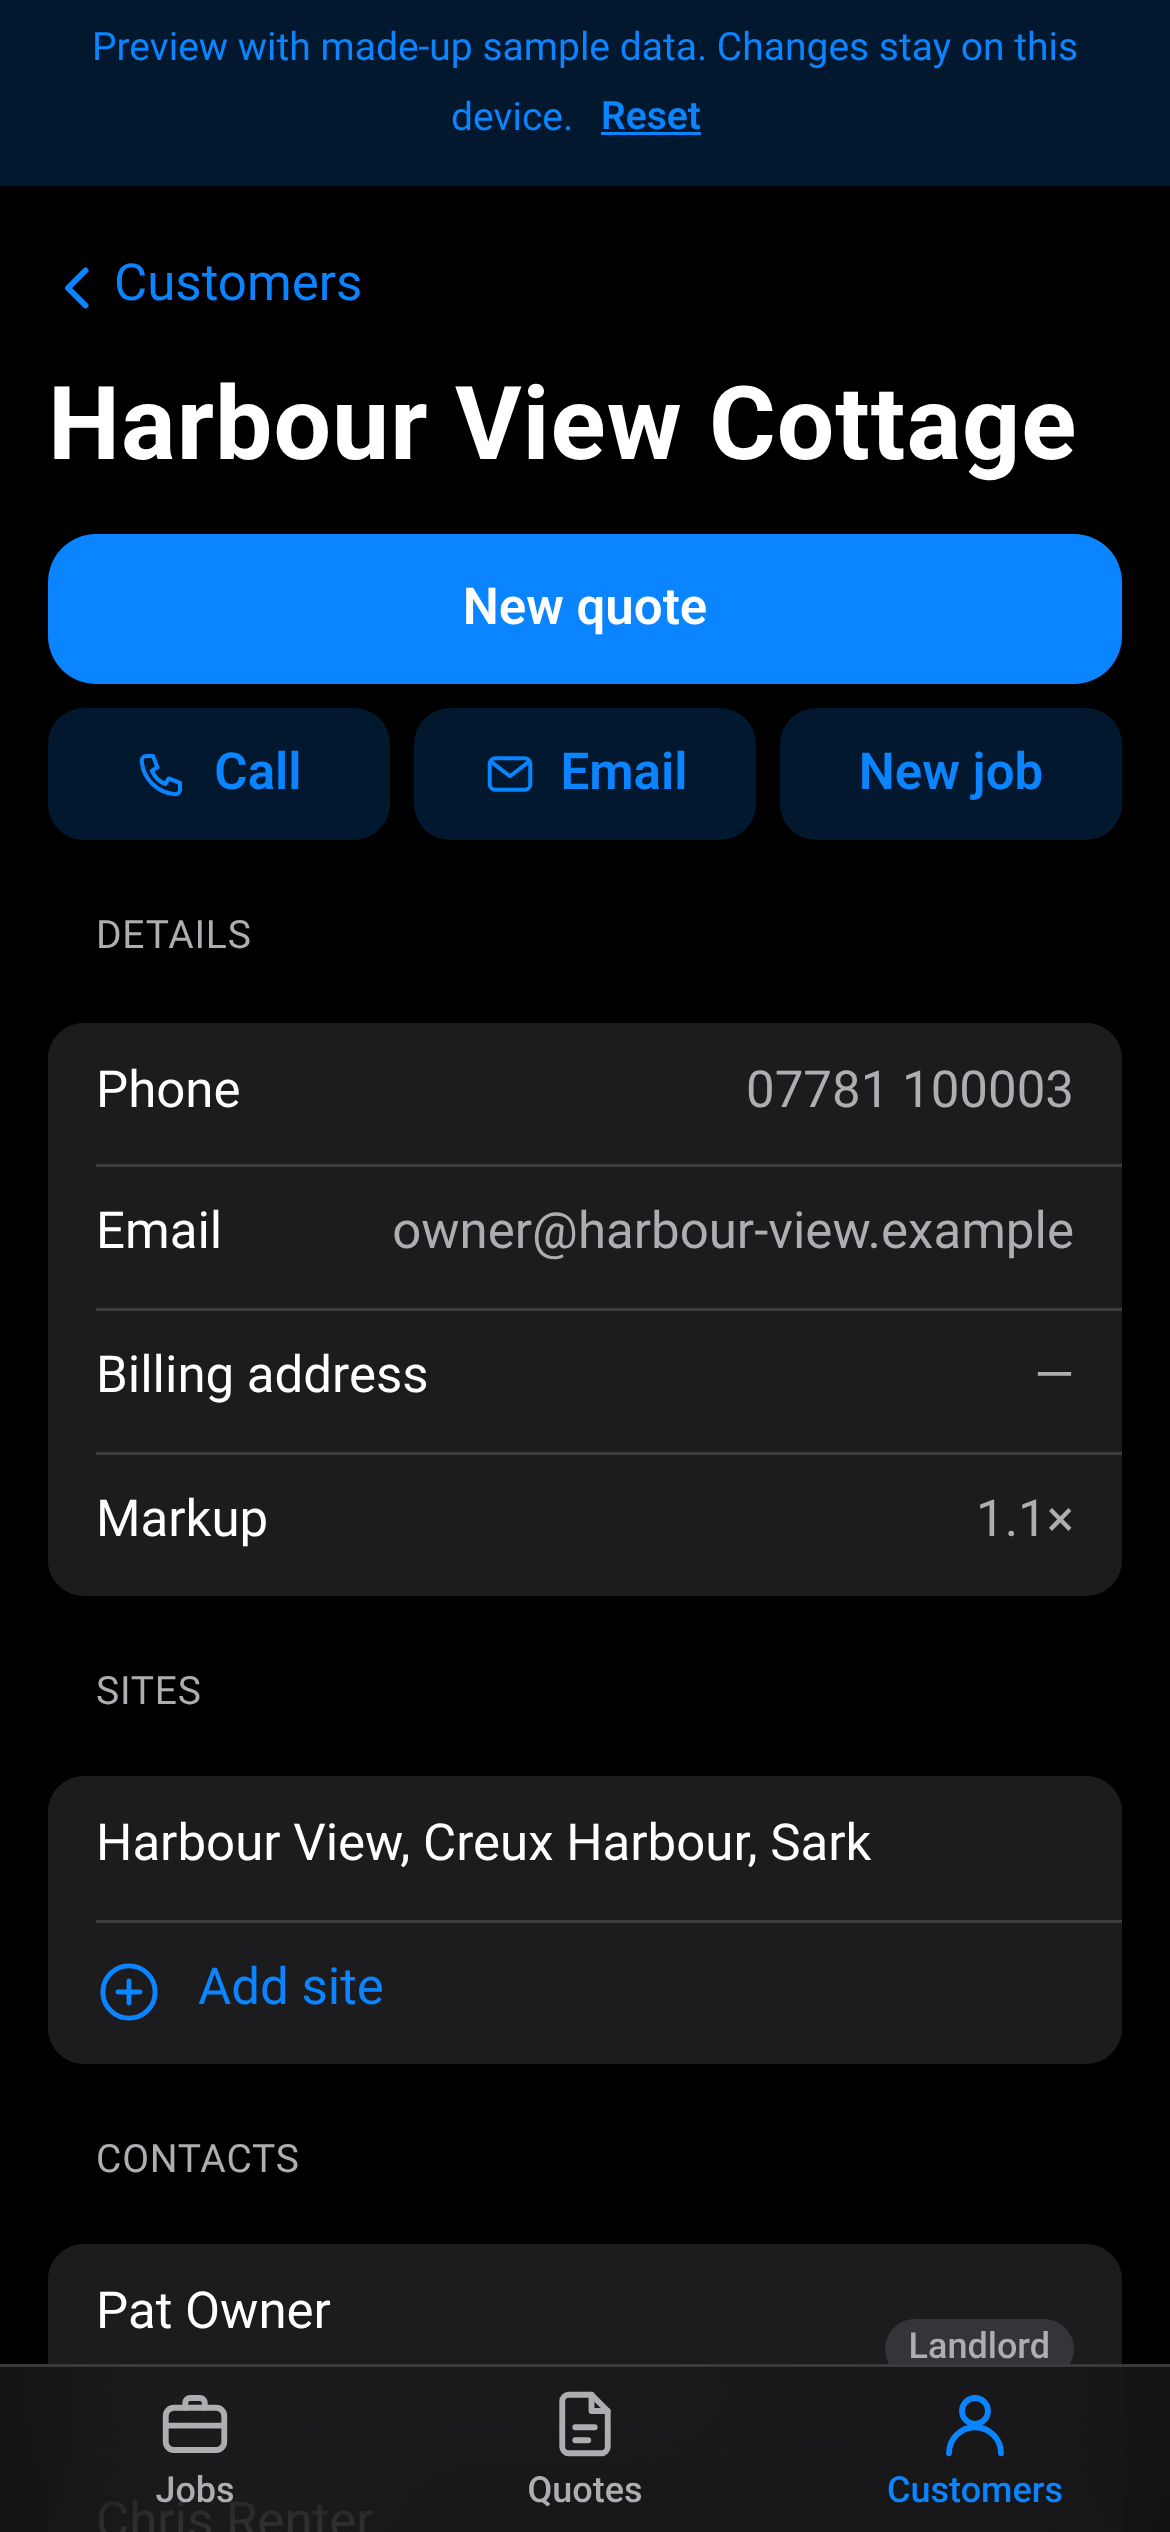 Preview with made-up sample data. Changes stay on this
device. Reset
Customers
Harbour View Cottage
New quote
Call
Email
New job
DETAILS
Phone
07781 100003
Email
owner@harbour-view.example
Billing address
—
Markup
1.1×
SITES
Harbour View, Creux Harbour, Sark
Add site
CONTACTS
Pat Owner
Landlord
Chris Renter
Jobs
Quotes
Customers